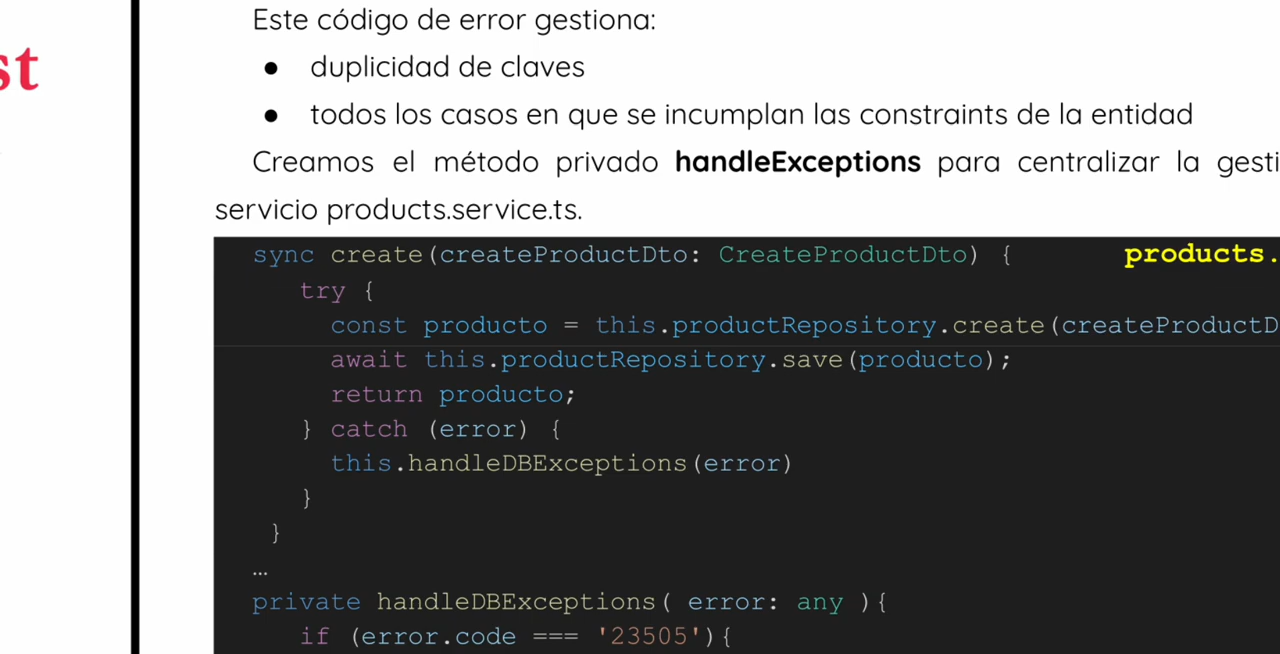 Este código de error gestiona:
st
● duplicidad de claves
● todos los casos en que se incumplan las constraints de la entidad
Creamos el método privado handleExceptions para centralizar la gesti
servicio products.service.ts.
sync create(createProductDto: CreateProductDto) { products.
try {
const producto = this.productRepository.create(createProductD
await this.productRepository.save(producto);
return producto;
} catch (error) {
this.handleDBExceptions(error)
}
}
…
private handleDBExceptions( error: any ){
if (error.code === '23505'){